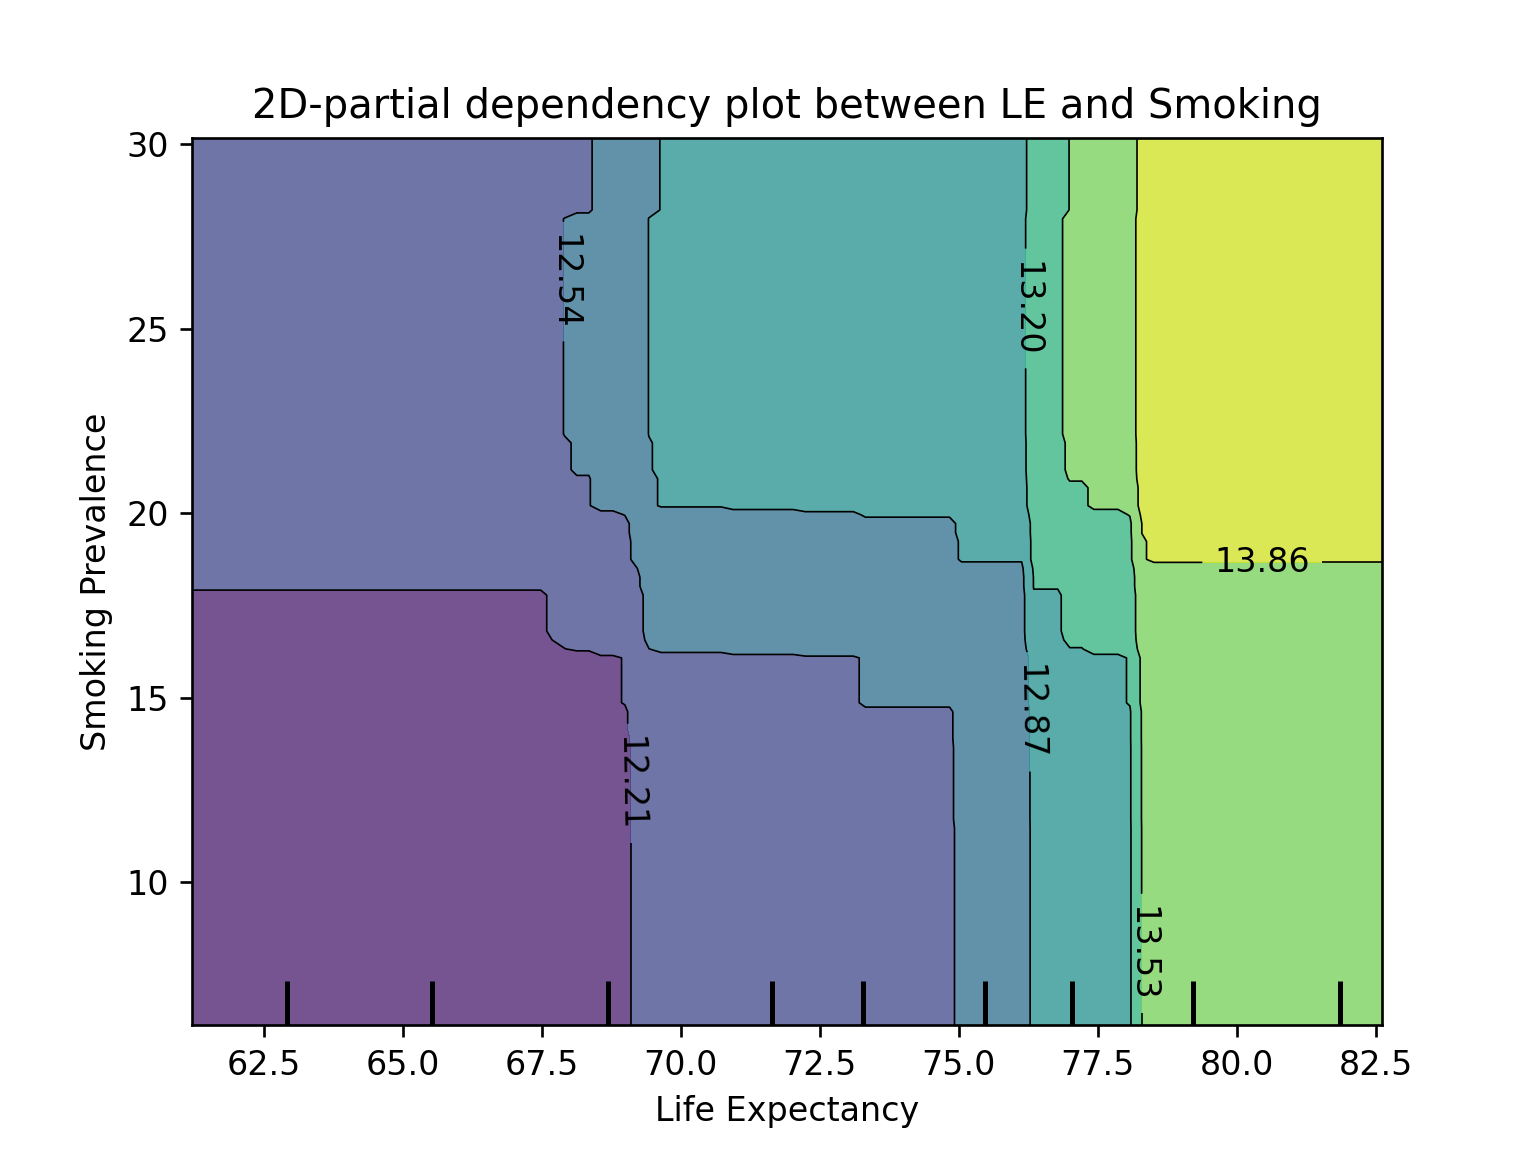 2D-partial dependency plot between LE and Smoking
30
25
20
15
10
Smoking Prevalence
12.54
13.20
13.86
12.87
12.21
13.53
62.5 65.0 67.5 70.0 72.5 75.0 77.5 80.0 82.5
Life Expectancy